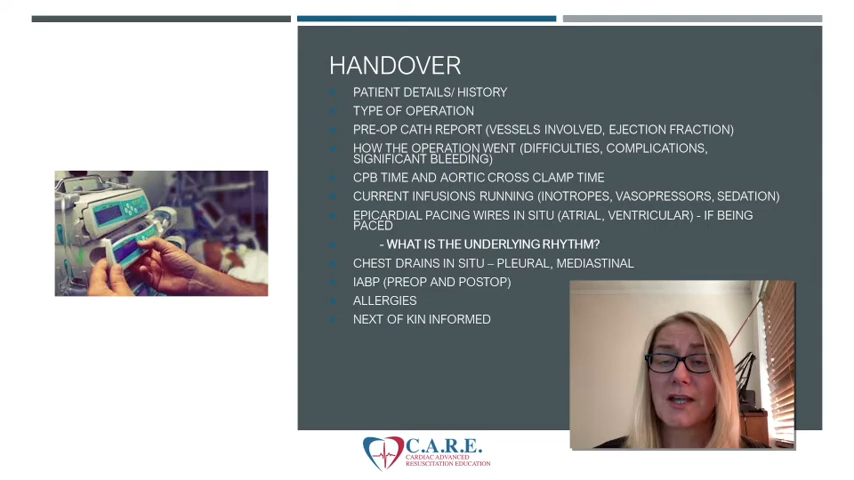 HANDOVER
PATIENT DETAILS/ HISTORY
TYPE OF OPERATION
PRE-OP CATH REPORT (VESSELS INVOLVED, EJECTION FRACTION)
HOW THE OPERATION WENT (DIFFICULTIES, COMPLICATIONS,
SIGNIFICANT BLEEDING)
CPB TIME AND AORTIC CROSS CLAMP TIME
CURRENT INFUSIONS RUNNING (INOTROPES, VASOPRESSORS, SEDATION)
EPICARDIAL PACING WIRES IN SITU (ATRIAL, VENTRICULAR) - IF BEING
PACED
- WHAT IS THE UNDERLYING RHYTHM?
CHEST DRAINS IN SITU – PLEURAL, MEDIASTINAL
IABP (PREOP AND POSTOP)
ALLERGIES
NEXT OF KIN INFORMED
C.A.R.E.
CARDIAC ADVANCED
RESUSCITATION EDUCATION